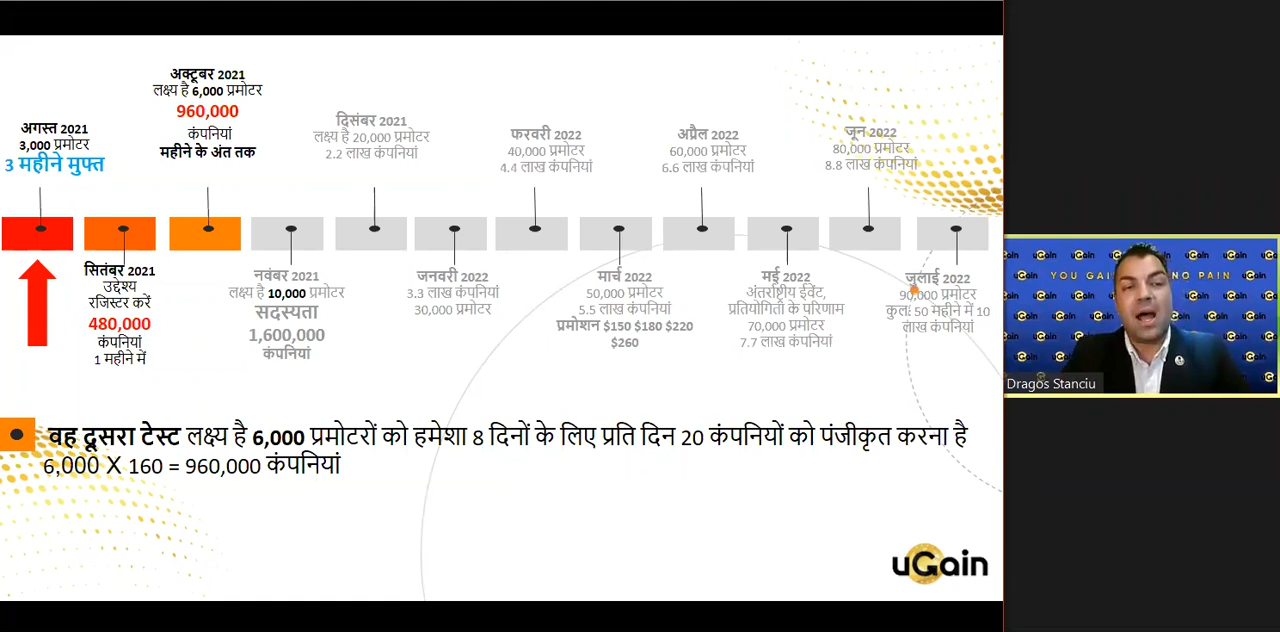 अगस्त 2021
3,000 प्रमोटर
3 महीने मुफ्त
सितंबर 2021
उद्देश्य
रजिस्टर करें
480,000
कंपनियां
1 महीने में
अक्टूबर 2021
लक्ष्य है 6,000 प्रमोटर
960,000
कंपनियां
महीने के अंत तक
नवंबर 2021
लक्ष्य है 10,000 प्रमोटर
सदस्यता
1,600,000
कंपनियां
दिसंबर 2021
लक्ष्य है 20,000 प्रमोटर
2.2 लाख कंपनियां
जनवरी 2022
3.3 लाख कंपनियां
30,000 प्रमोटर
फरवरी 2022
40,000 प्रमोटर
4.4 लाख कंपनियां
मार्च 2022
50,000 प्रमोटर
5.5 लाख कंपनियां
प्रमोशन $150 $180 $220
$260
अप्रैल 2022
60,000 प्रमोटर
6.6 लाख कंपनियां
मई 2022
अंतर्राष्ट्रीय ईवेंट,
प्रतियोगिता के परिणाम
70,000 प्रमोटर
7.7 लाख कंपनियां
जून 2022
80,000 प्रमोटर
8.8 लाख कंपनियां
जुलाई 2022
90,000 प्रमोटर
कुल: 50 महीने में 10
लाख कंपनियां
वह दूसरा टेस्ट लक्ष्य है 6,000 प्रमोटरों को हमेशा 8 दिनों के लिए प्रति दिन 20 कंपनियों को पंजीकृत करना है
6,000 X 160 = 960,000 कंपनियां
uGain
YOU GAIN NO PAIN
Dragos Stanciu